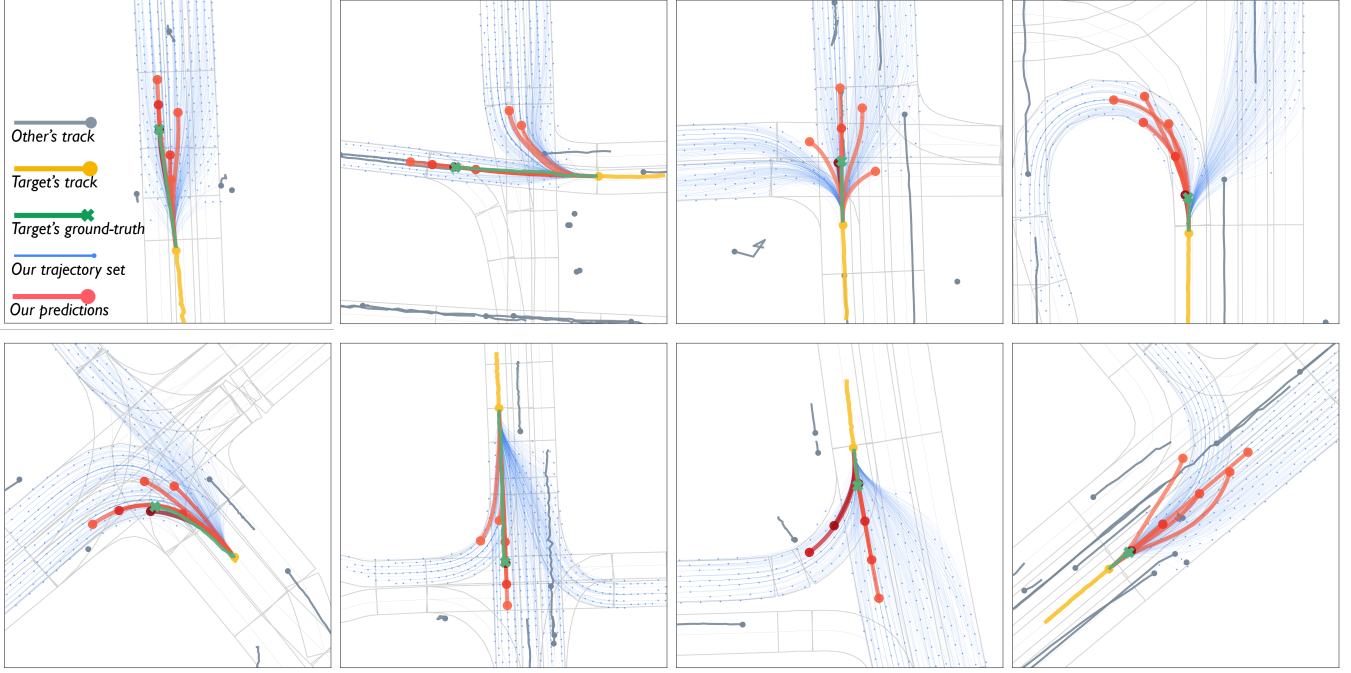 Other's track
Target's track
Target's ground-truth
Our trajectory set
Our predictions